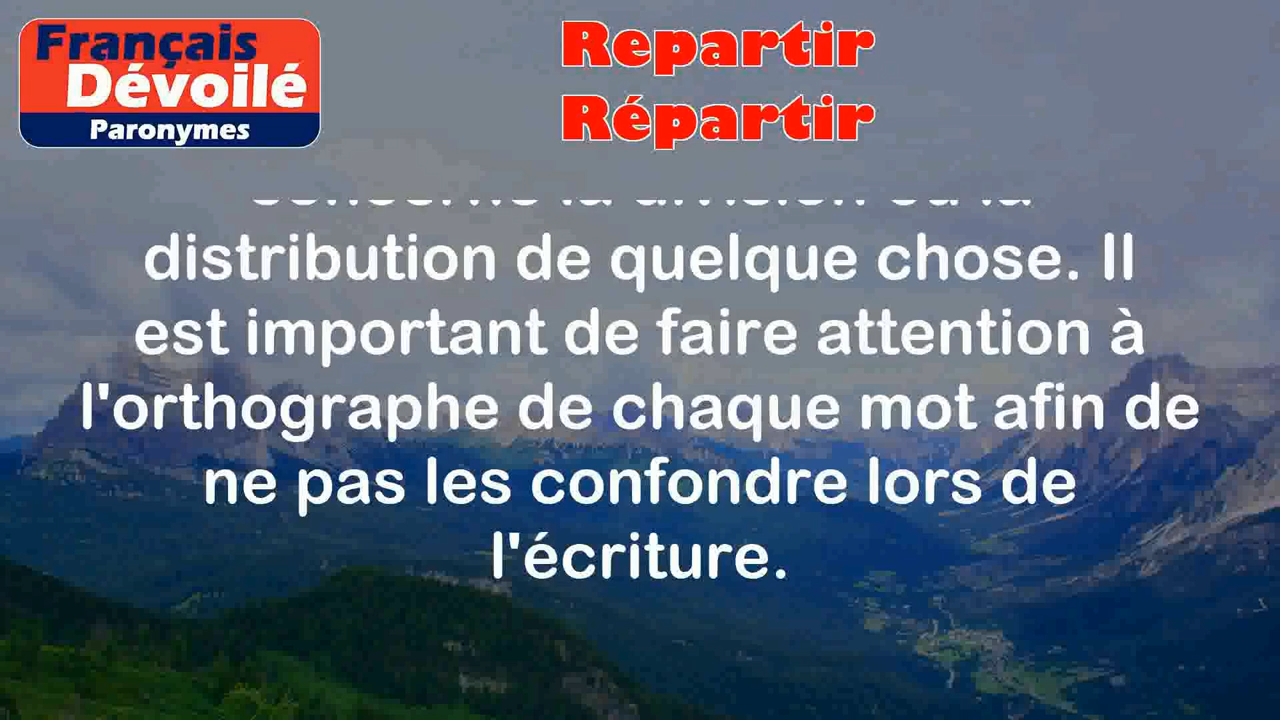 Français
Dévoilé
Paronymes
Repartir
Répartir
distribution de quelque chose. Il
est important de faire attention à
l'orthographe de chaque mot afin de
ne pas les confondre lors de
l'écriture.